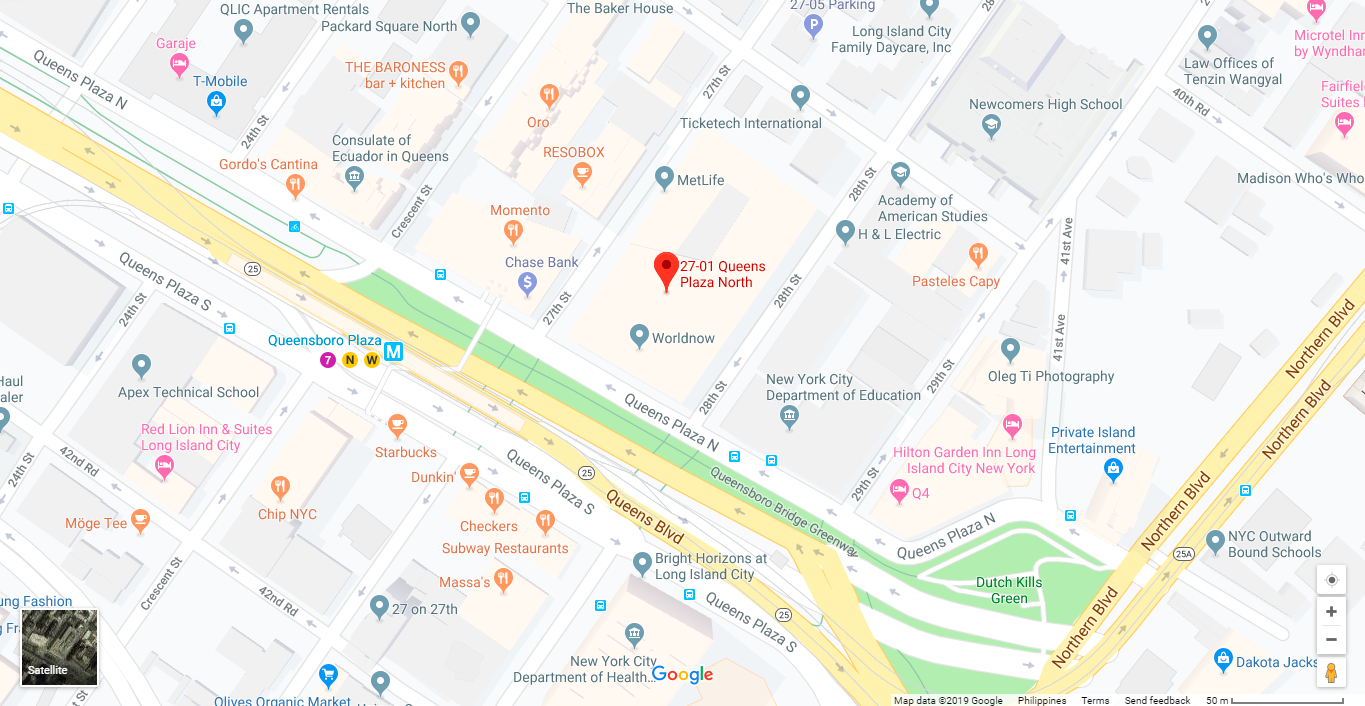 QLIC Apartment Rentals
Packard Square North
The Baker House
27-05 Parking
Long Island City
Family Daycare, Inc
28th St
Microtel Inn
by Wyndham
Garaje
Queens Plaza N
T-Mobile
THE BARONESS
bar + kitchen
27th St
Law Offices of
Tenzin Wangyal
Fairfield
Suites
40th Rd
Oro
Ticketech International
Newcomers High School
24th St
Consulate of
Ecuador in Queens
Gordo's Cantina
RESOBOX
MetLife
28th St
Madison Who's Who
Crescent St
Momento
Academy of
American Studies
H & L Electric
41st Ave
25
Chase Bank
27-01 Queens
Plaza North
Pasteles Capy
Queens Plaza S
24th St
27th St
28th St
Northern Blvd
Queensboro Plaza
M
7
N
W
Worldnow
41st Ave
Apex Technical School
New York City
Department of Education
29th St
Oleg Ti Photography
Haul
aler
28th St
Northern Blvd
Red Lion Inn & Suites
Long Island City
Queens Plaza N
Starbucks
Hilton Garden Inn Long
Island City New York
Private Island
Entertainment
42nd Rd
24th St
Dunkin'
Queens Plaza S
25
Queensboro Bridge Greenway
29th St
Q4
Northern Blvd
Chip NYC
Möge Tee
Checkers
Queens Blvd
Subway Restaurants
Queens Plaza N
NYC Outward
Bound Schools
25A
Bright Horizons at
Long Island City
Massa's
Crescent St
42nd Rd
Dutch Kills
Green
ung Fashion
27 on 27th
25
Queens Plaza S
Northern Blvd
Satellite
New York City
Department of Health...
Google
Dakota Jacks
24th St
Olives Organic Market
Map data ©2019 Google
Philippines
Terms
Send feedback
50 m